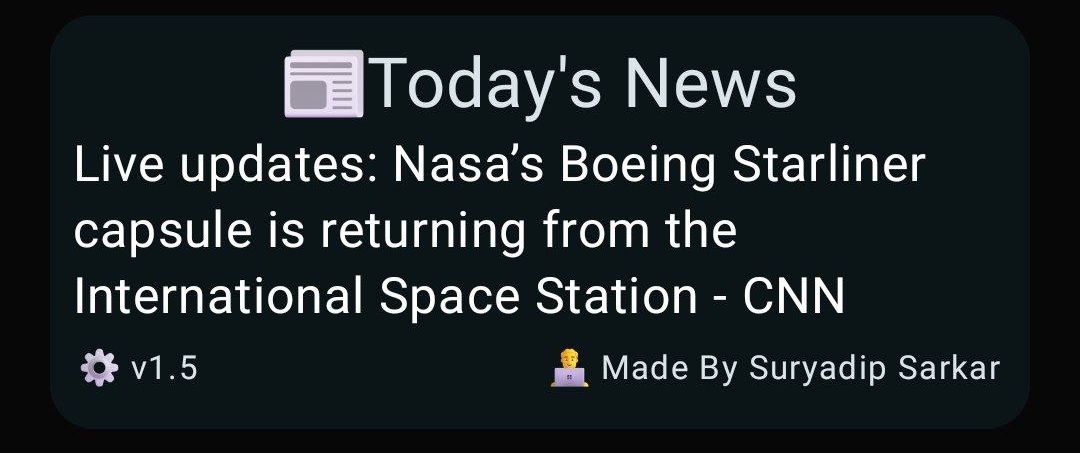 Today's News
Live updates: Nasa’s Boeing Starliner
capsule is returning from the
International Space Station - CNN
v1.5
Made By Suryadip Sarkar